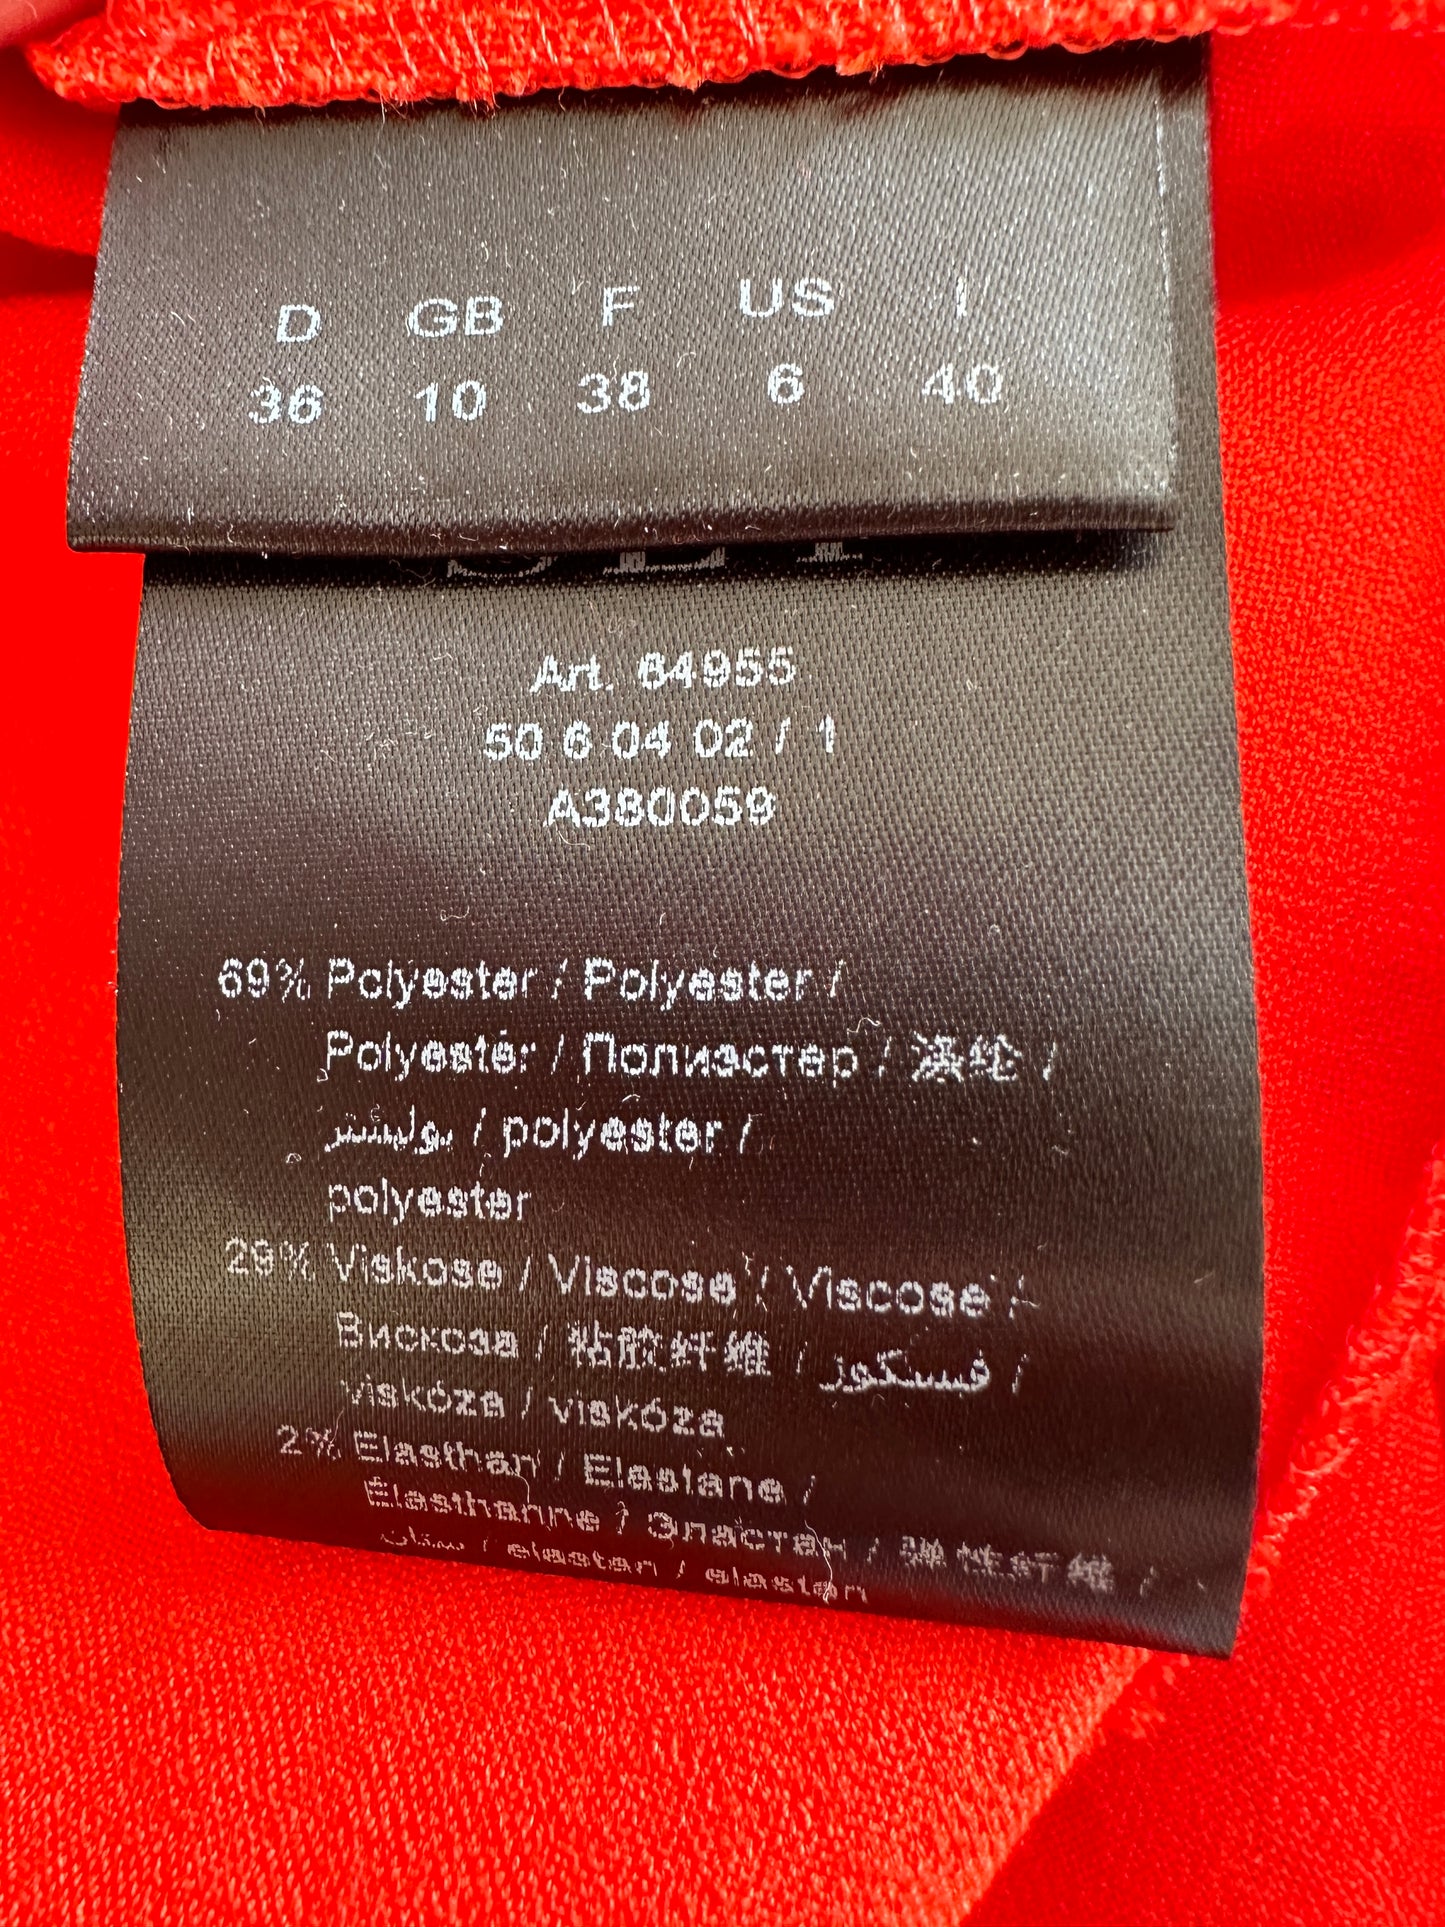 D GB F US I
36 10 38 6 40
Art. 64955
50 6 04 02 / 1
A380059
69% Polyester / Polyester /
Polyester / Полиэстер / 涤纶 /
بوليستر / polyester /
polyester
29% Viskose / Viscose / Viscose /
Вискоза / 粘胶纤维 / فيسكوز /
viskóza / viskóza
2% Elasthan / Elastane /
Elasthanne / Эластан / 弹性纤维 /
/ elastan / elastan